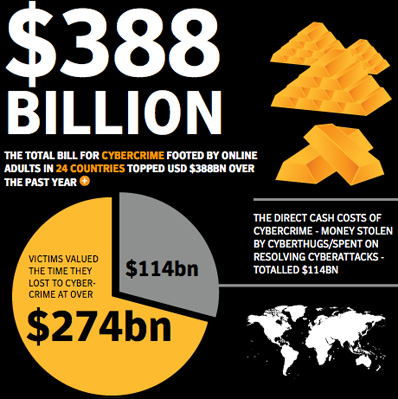 $388
BILLION
THE TOTAL BILL FOR CYBERCRIME FOOTED BY ONLINE
ADULTS IN 24 COUNTRIES TOPPED USD $388BN OVER
THE PAST YEAR +
THE DIRECT CASH COSTS OF
CYBERCRIME - MONEY STOLEN
BY CYBERTHUGS/SPENT ON
RESOLVING CYBERATTACKS -
TOTALLED $114BN
$114bn
VICTIMS VALUED
THE TIME THEY
LOST TO CYBER-
CRIME AT OVER
$274bn